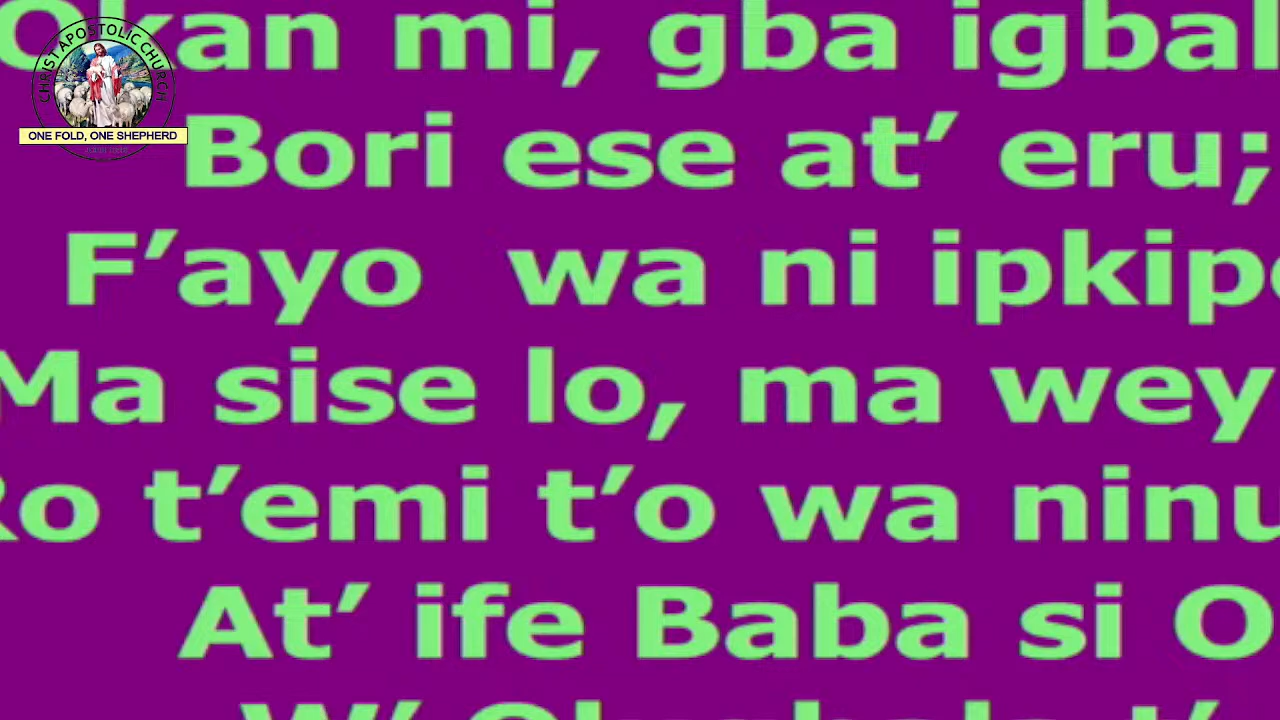 Okan mi, gba igbal
Bori ese at’ eru;
F’ayo wa ni ipkipo
Ma sise lo, ma wey
Ro t’emi t’o wa ninu
At’ ife Baba si O
CHRIST APOSTOLIC CHURCH
ONE FOLD, ONE SHEPHERD